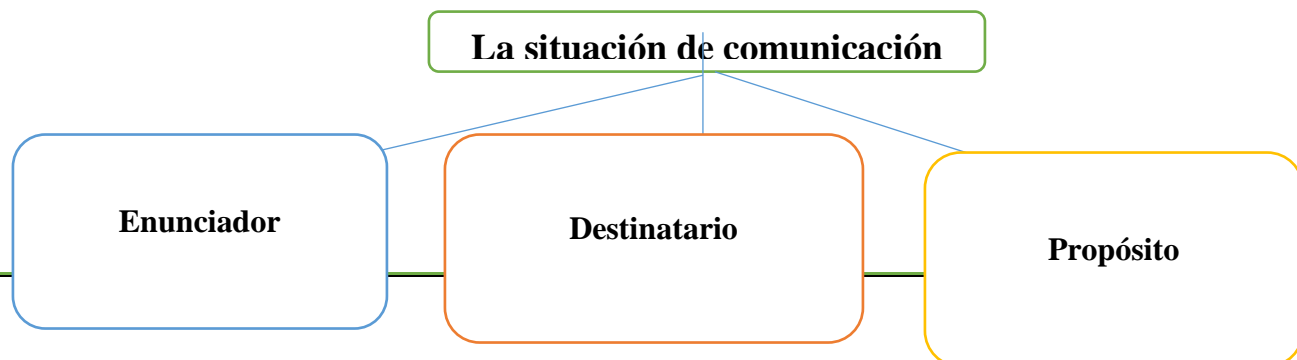 La situación de comunicación
Enunciador
Destinatario
Propósito